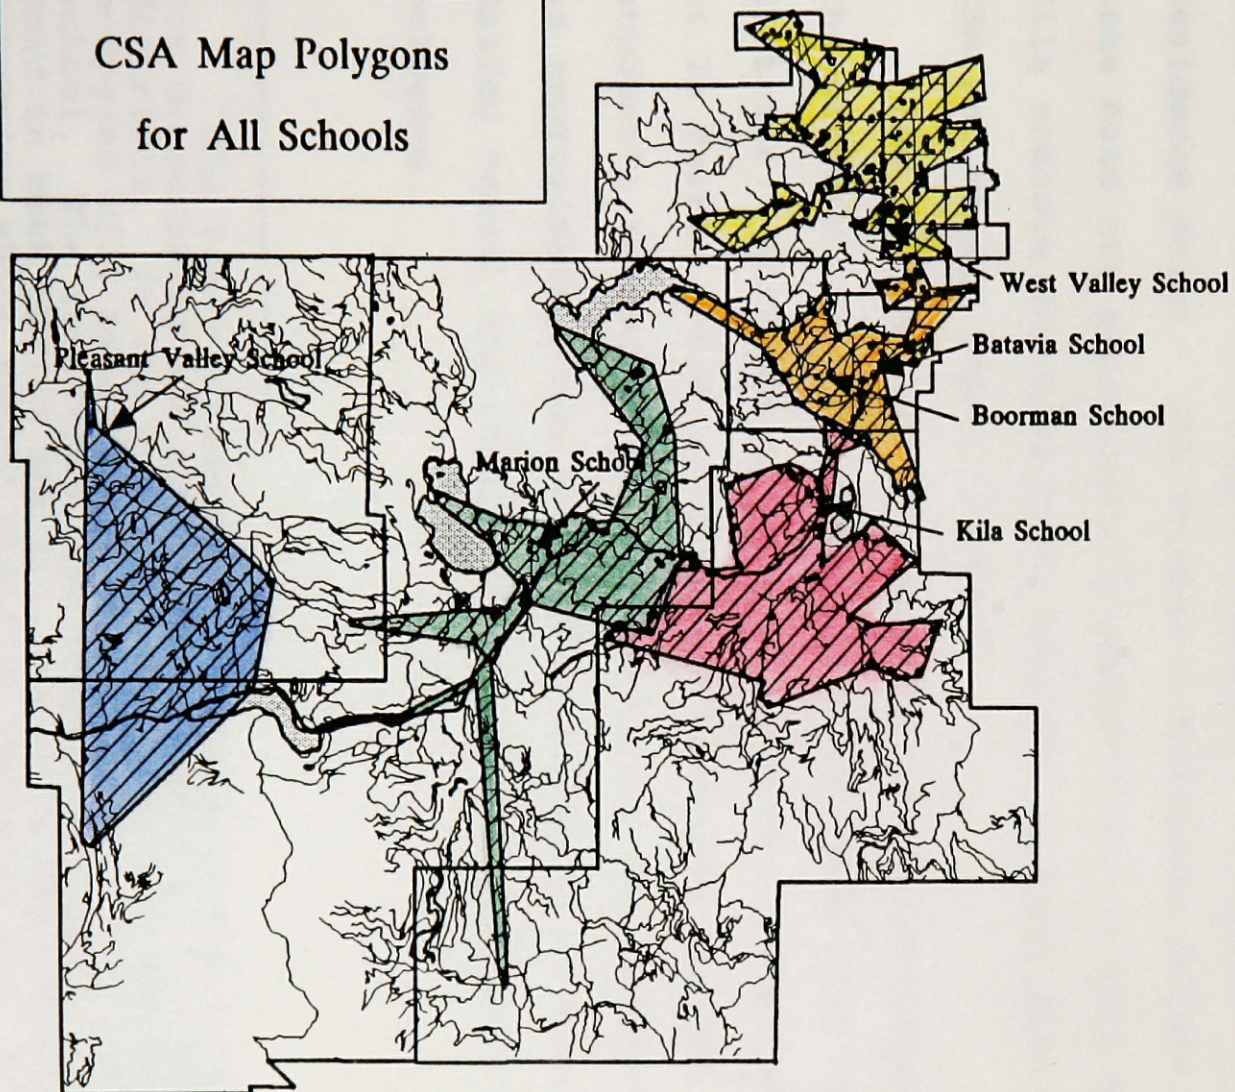 CSA Map Polygons
for All Schools
West Valley School
Pleasant Valley School
Batavia School
Boorman School
Marion School
Kila School